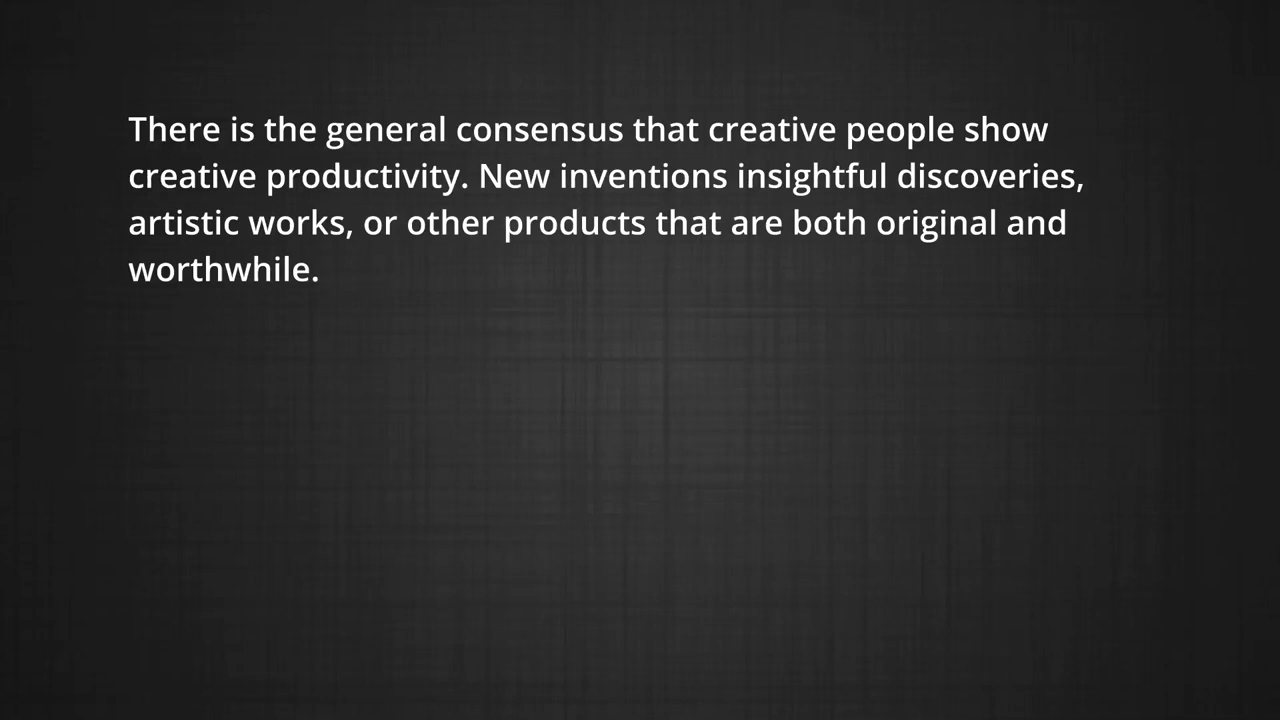 There is the general consensus that creative people show
creative productivity. New inventions insightful discoveries,
artistic works, or other products that are both original and
worthwhile.